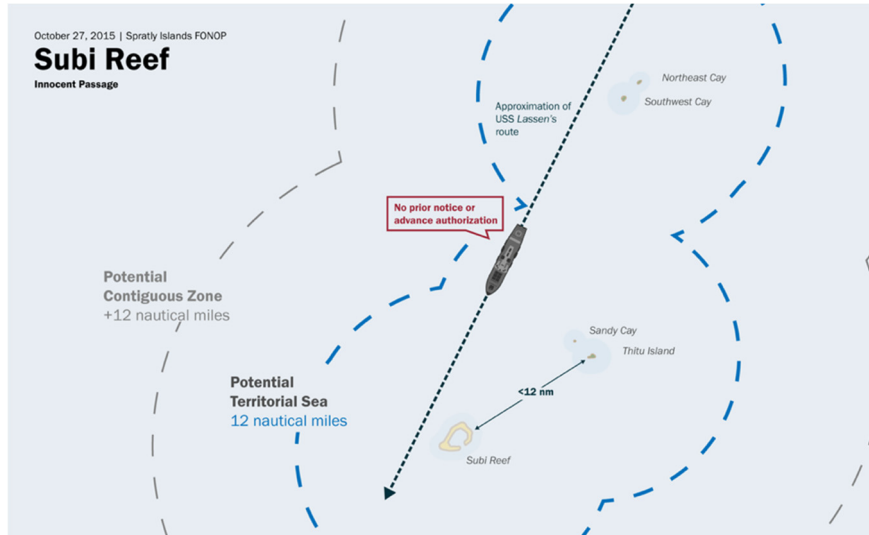 October 27, 2015 | Spratly Islands FONOP
Subi Reef
Innocent Passage
Northeast Cay
Southwest Cay
Approximation of
USS Lassen's
route
No prior notice or
advance authorization
Potential
Contiguous Zone
+12 nautical miles
Sandy Cay
Thitu Island
<12 nm
Potential
Territorial Sea
12 nautical miles
Subi Reef